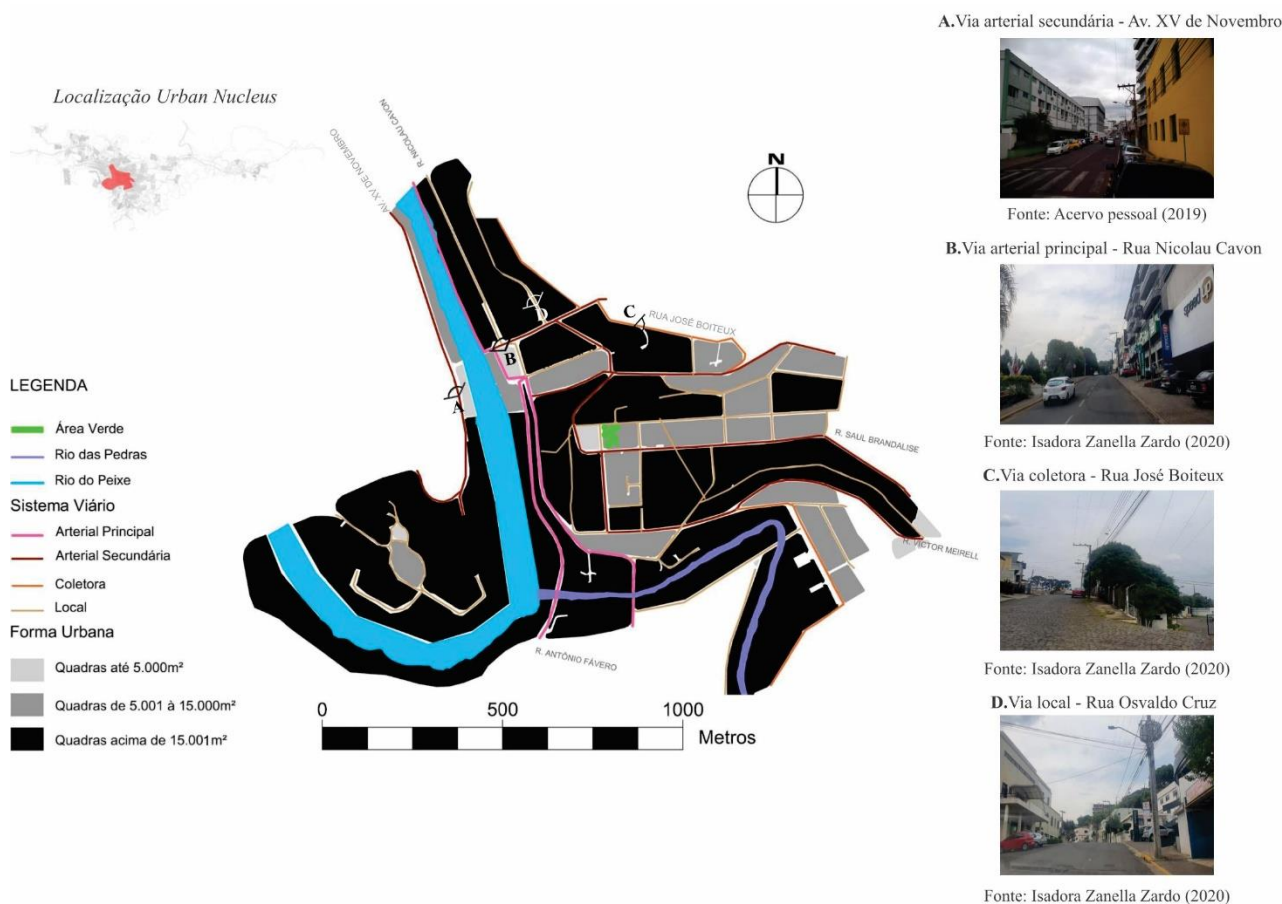 Localização Urban Nucleus
LEGENDA
Área Verde
Rio das Pedras
Rio do Peixe
Sistema Viário
Arterial Principal
Arterial Secundária
Coletora
Local
Forma Urbana
Quadras até 5.000m²
Quadras de 5.001 à 15.000m²
Quadras acima de 15.001m²
AV. XV DE NOVEMBRO
R. NICOLAU CAVON
N
D
C
RUA JOSÉ BOITEUX
B
A
R. SAUL BRANDALISE
R. VICTOR MEIRELL
R. ANTÔNIO FÁVERO
0 500 1000
Metros
A.Via arterial secundária - Av. XV de Novembro
Fonte: Acervo pessoal (2019)
B.Via arterial principal - Rua Nicolau Cavon
speed
Fonte: Isadora Zanella Zardo (2020)
C.Via coletora - Rua José Boiteux
Fonte: Isadora Zanella Zardo (2020)
D.Via local - Rua Osvaldo Cruz
Fonte: Isadora Zanella Zardo (2020)